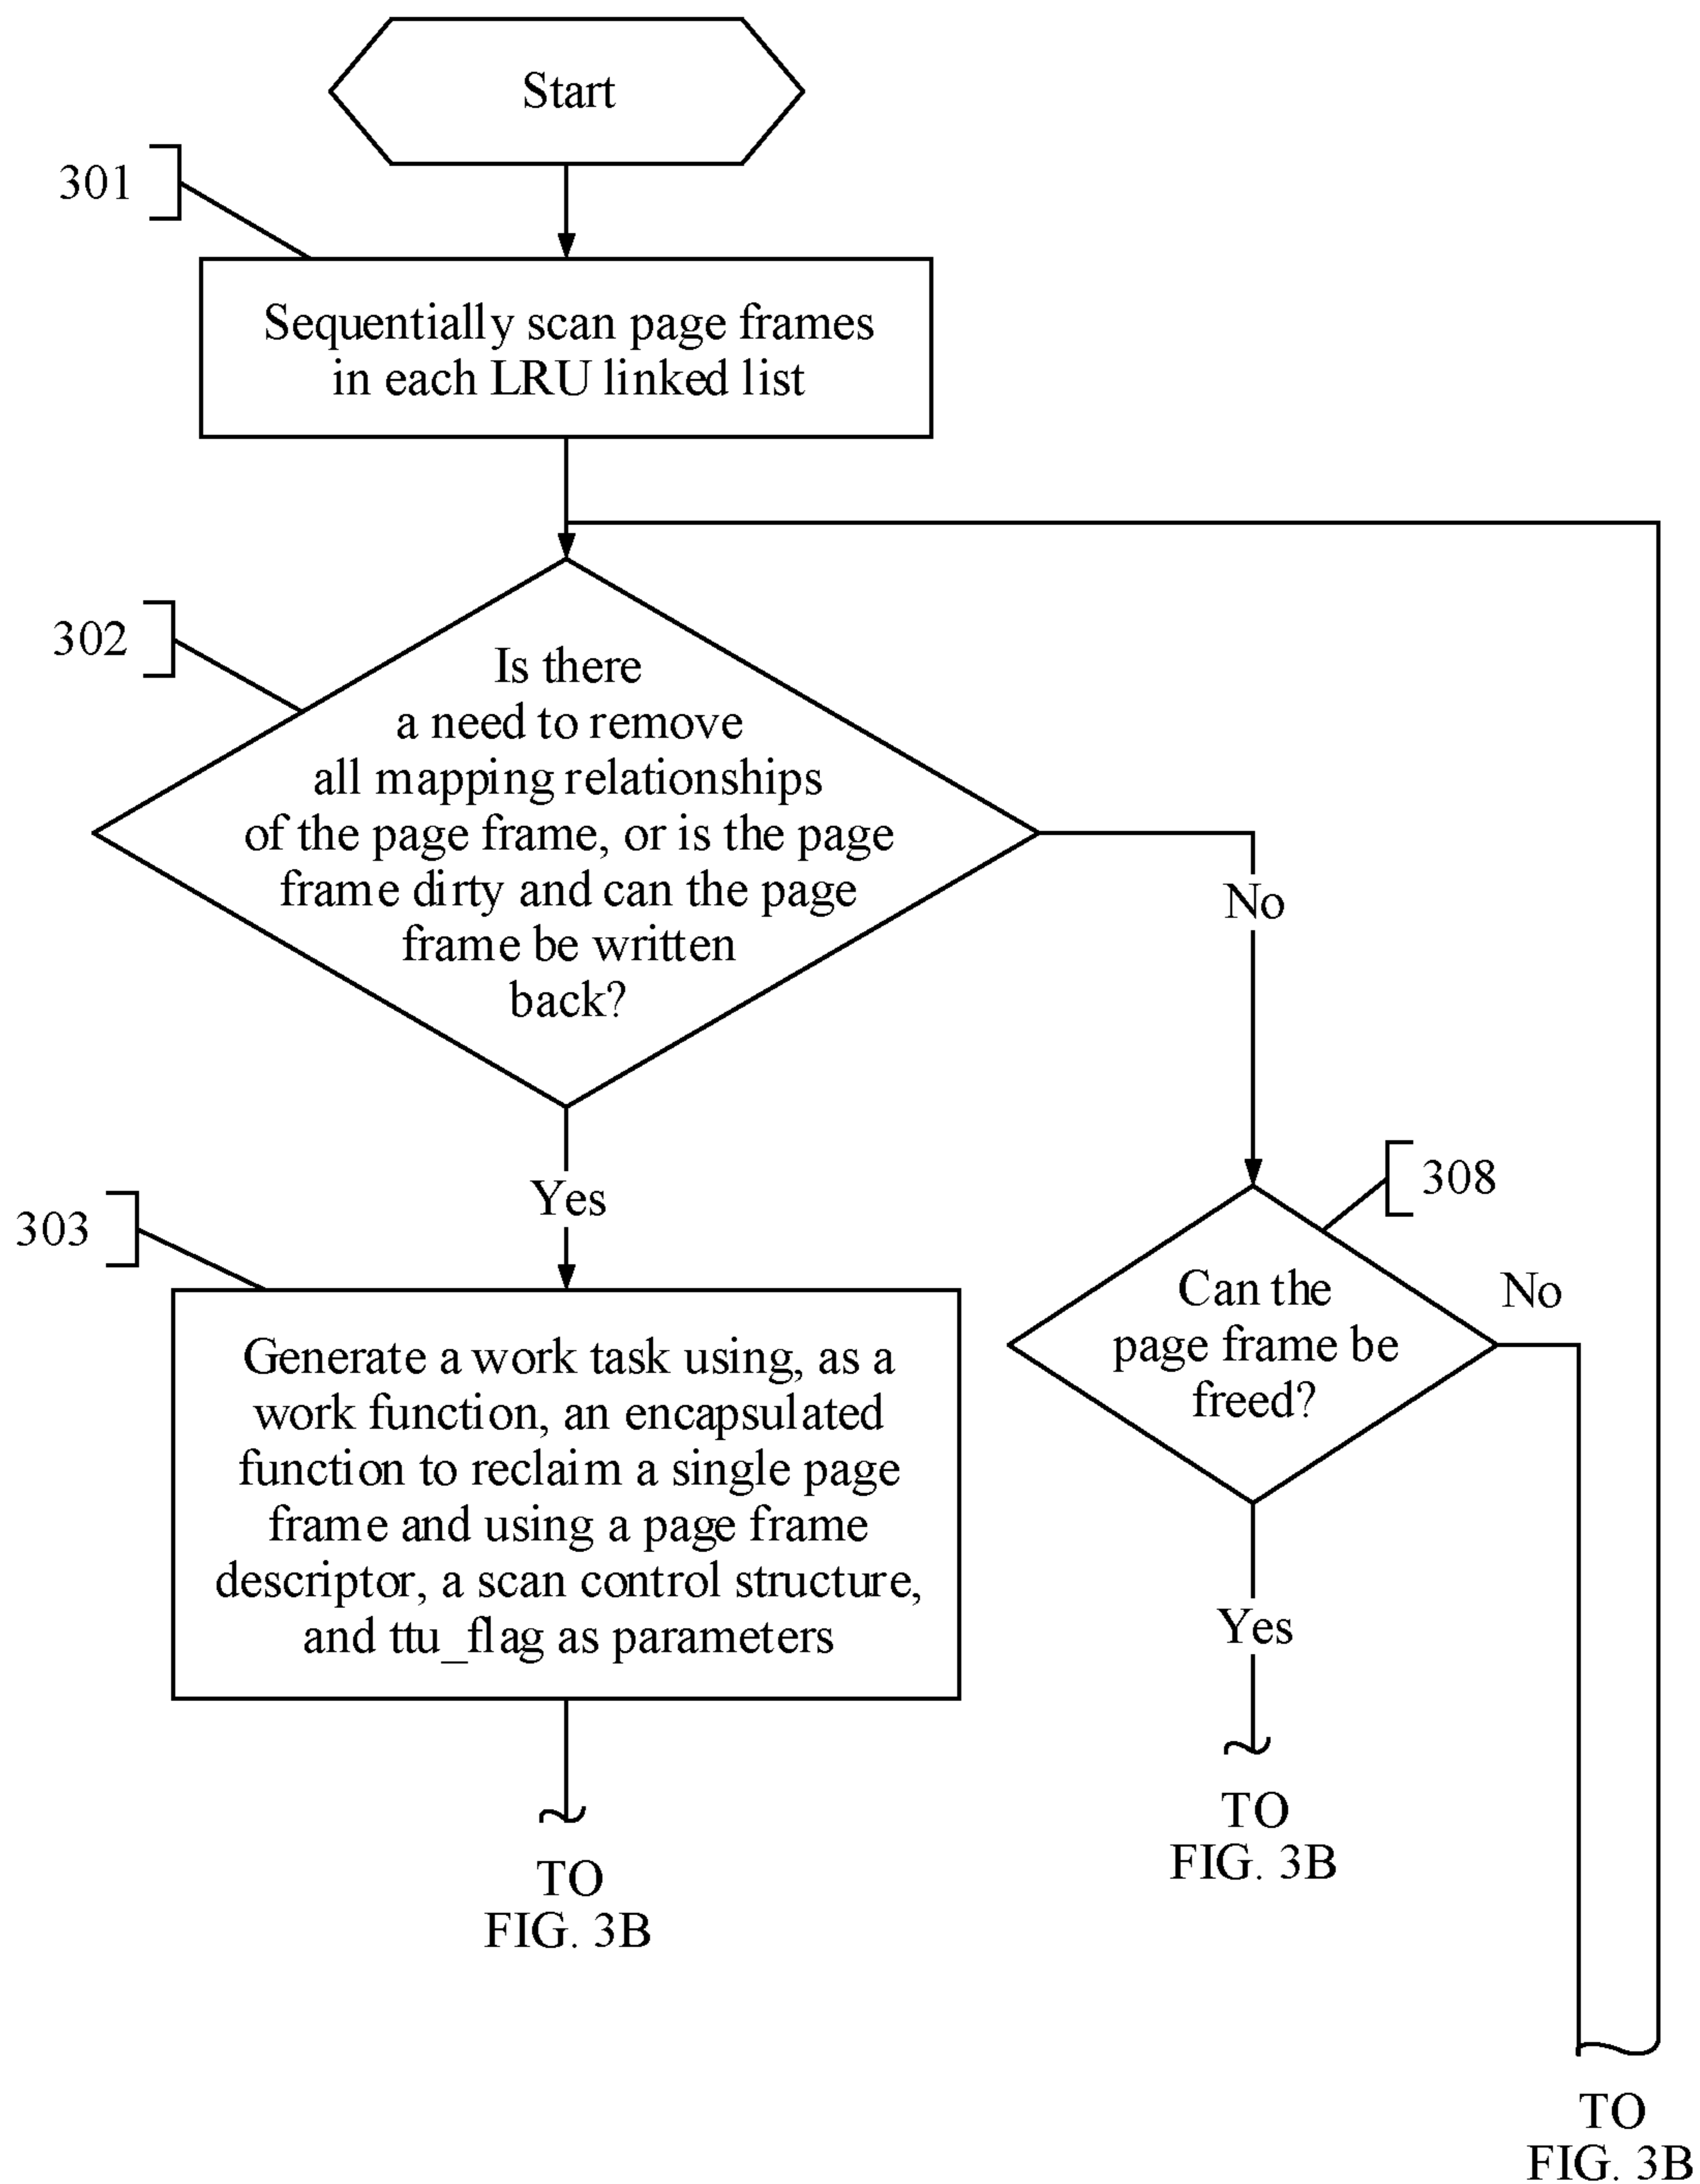 Start
301
Sequentially scan page frames
in each LRU linked list
302
Is there
a need to remove
all mapping relationships
of the page frame, or is the page
frame dirty and can the page
frame be written
back?
No
Yes
308
303
Can the
page frame be
freed?
No
Generate a work task using, as a
work function, an encapsulated
function to reclaim a single page
frame and using a page frame
descriptor, a scan control structure,
and ttu_flag as parameters
Yes
TO
FIG. 3B
TO
FIG. 3B
TO
FIG. 3B